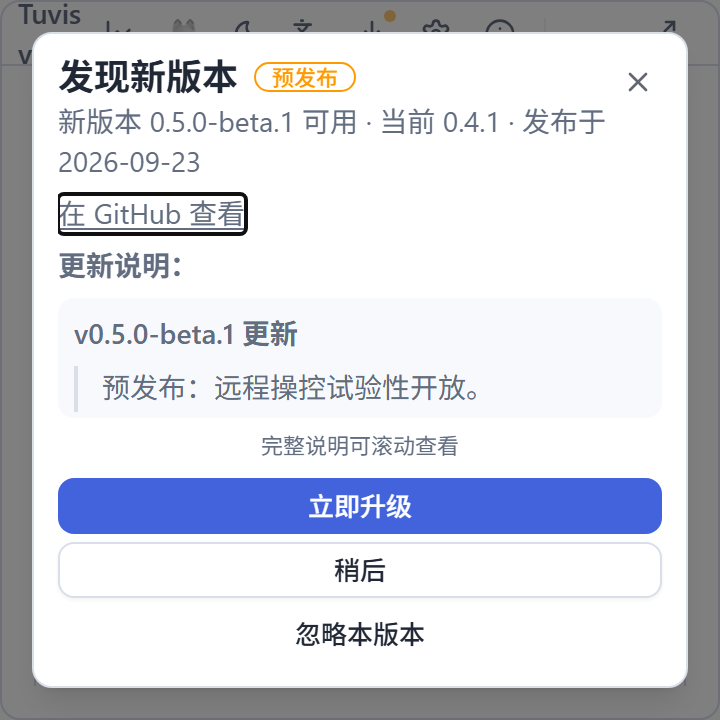 Tuvis
v
发现新版本 预发布
新版本 0.5.0-beta.1 可用 · 当前 0.4.1 · 发布于
2026-09-23
在 GitHub 查看
更新说明：
v0.5.0-beta.1 更新
预发布：远程操控试验性开放。
完整说明可滚动查看
立即升级
稍后
忽略本版本